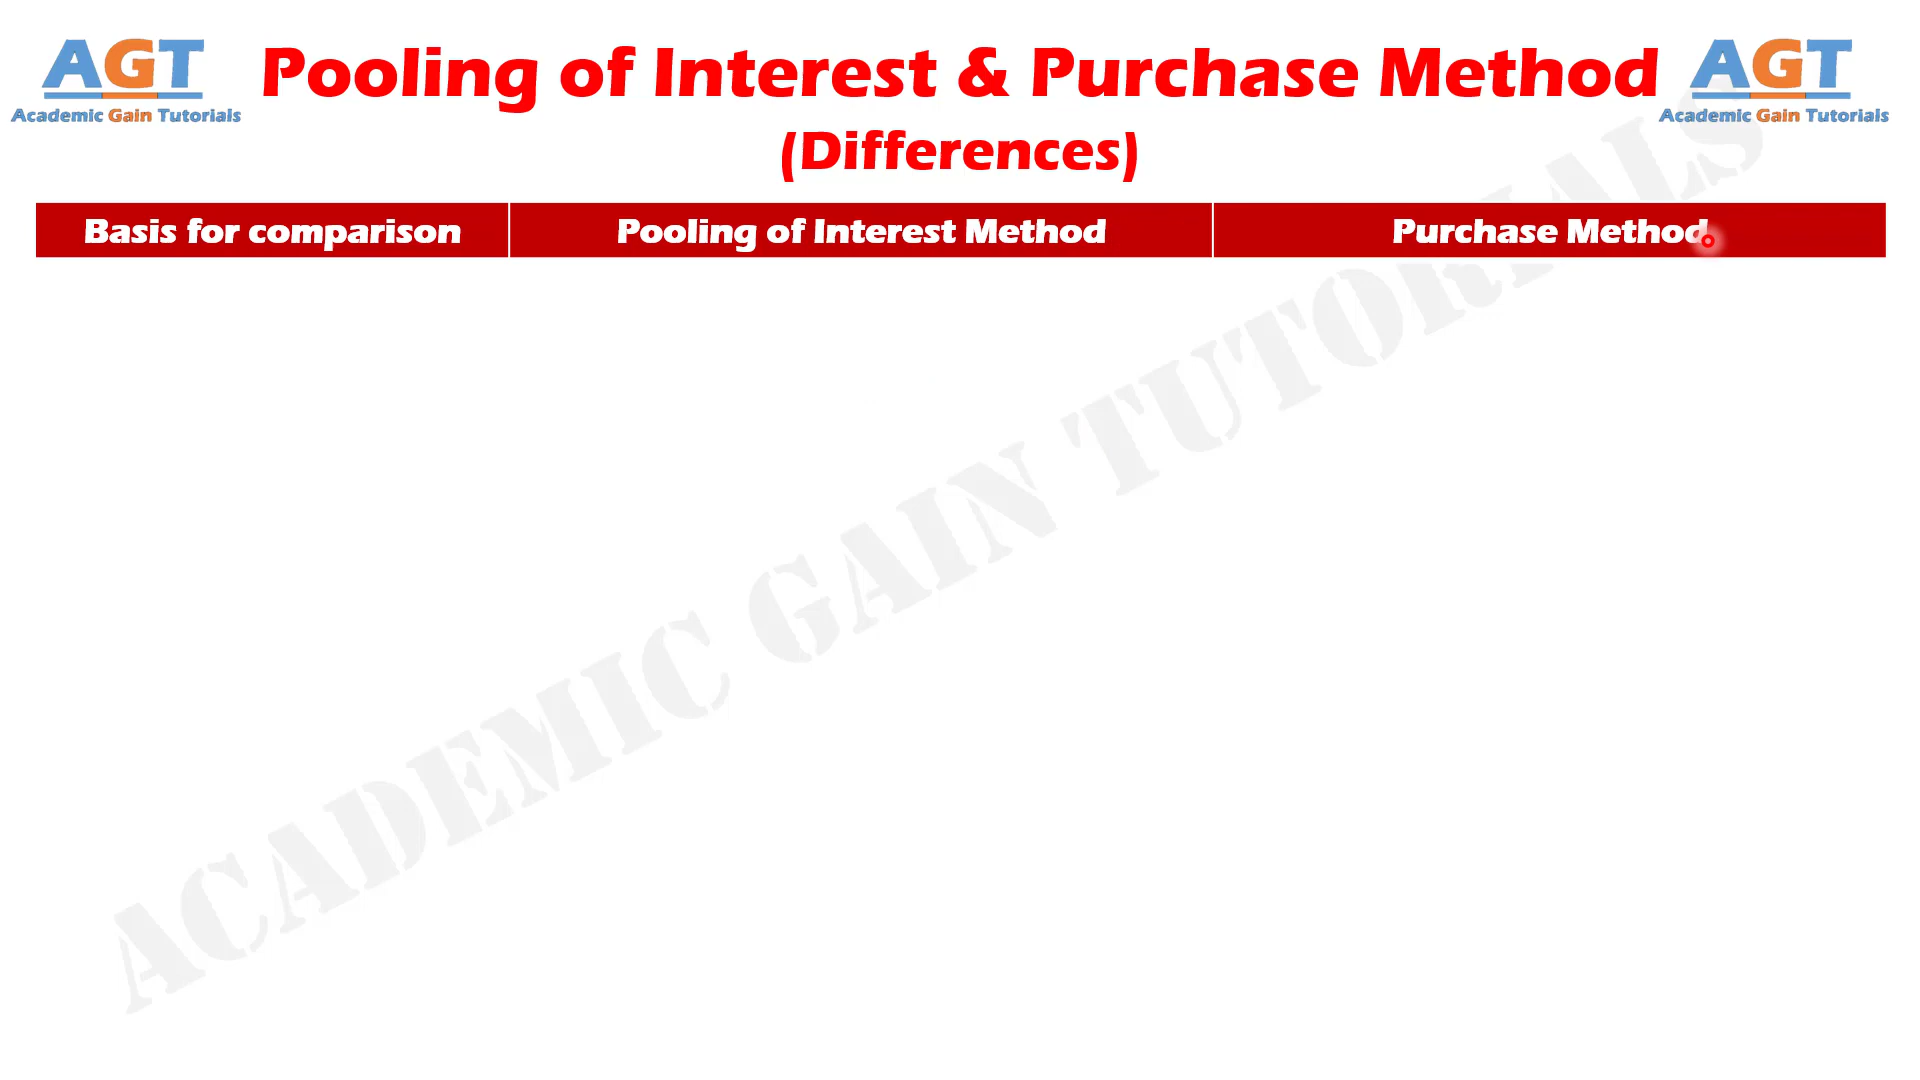 AGT
Academic Gain Tutorials
Pooling of Interest & Purchase Method
(Differences)
AGT
Academic Gain Tutorials
Basis for comparison Pooling of Interest Method Purchase Method
ACADEMIC GAIN TUTORIALS